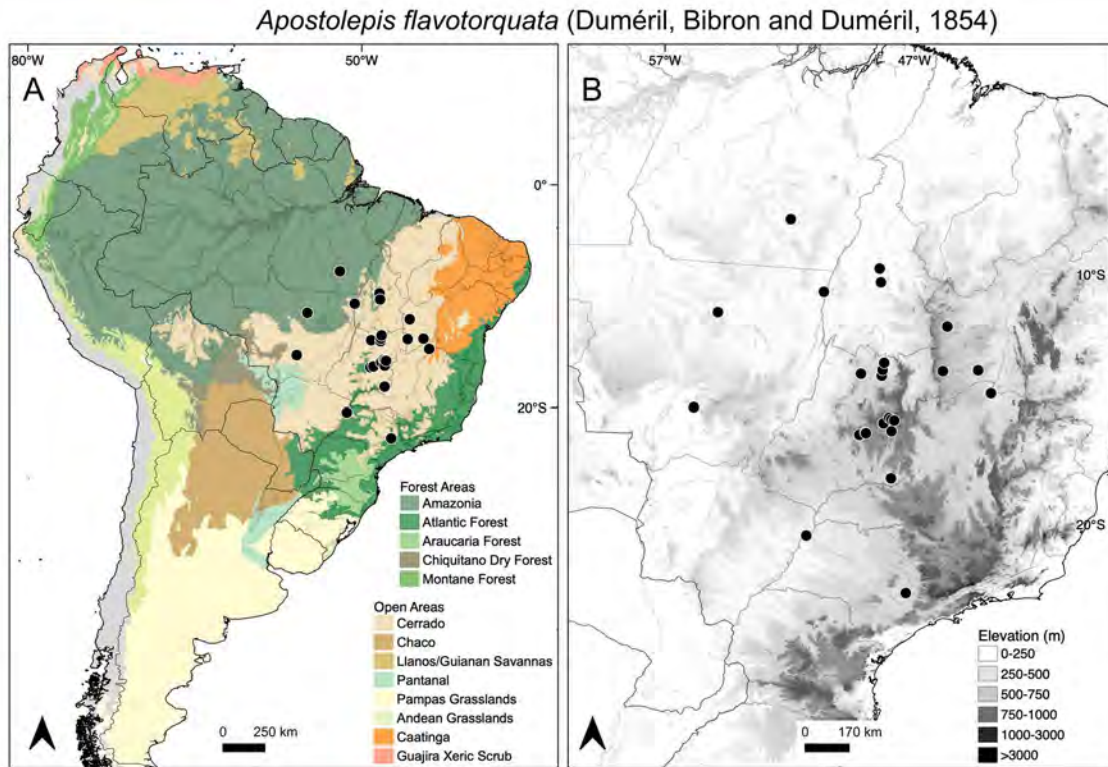 Apostolepis flavotorquata (Duméril, Bibron and Duméril, 1854)
A
80°W
50°W
0°
20°S
Forest Areas
Amazonia
Atlantic Forest
Araucaria Forest
Chiquitano Dry Forest
Montane Forest
Open Areas
Cerrado
Chaco
Llanos/Guianan Savannas
Pantanal
Pampas Grasslands
Andean Grasslands
Caatinga
Guajira Xeric Scrub
0 250 km
B
57°W
47°W
10°S
20°S
Elevation (m)
0-250
250-500
500-750
750-1000
1000-3000
>3000
0 170 km